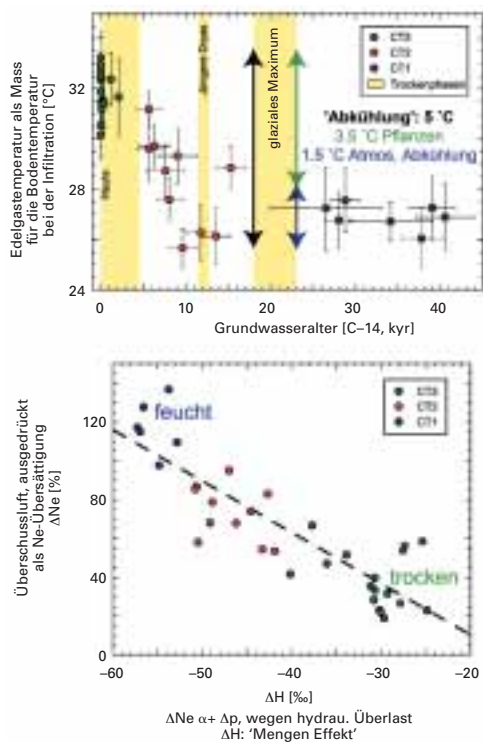 Edelgastemperatur als Mass
für die Bodentemperatur
bei der Infiltration [°C]
32
28
24
CT3
CT2
CT1
Trockenphasen
Heute
Jüngere Dryas
glaziales Maximum
"Abkühlung": 5 °C
3.5 °C Pflanzen
1.5 °C Atmos. Abkühlung
0
10
20
30
40
Grundwasseralter [C–14, kyr]
Überschussluft, ausgedrückt
als Ne-Übersättigung
ΔNe [%]
120
80
40
0
feucht
CT3
CT2
CT1
trocken
–60
–50
–40
–30
–20
ΔH [‰]
ΔNe α+ Δp, wegen hydrau. Überlast
ΔH: 'Mengen Effekt'